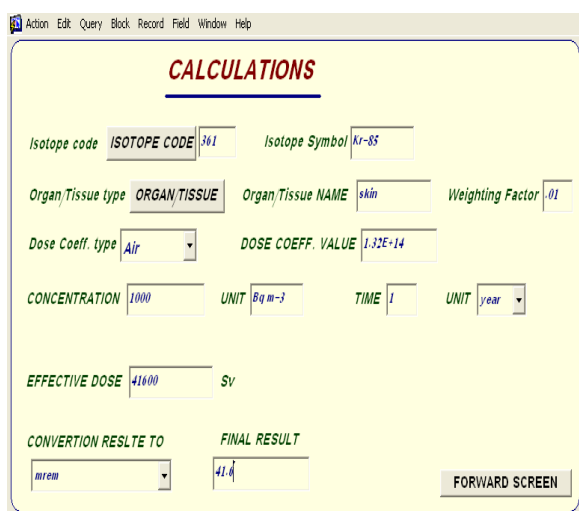 Action Edit Query Block Record Field Window Help
CALCULATIONS
Isotope code ISOTOPE CODE 361 Isotope Symbol Kr-85
Organ/Tissue type ORGAN/TISSUE Organ/Tissue NAME skin Weighting Factor .01
Dose Coeff. type Air DOSE COEFF. VALUE 1.32E+14
CONCENTRATION 1000 UNIT Bq m-3 TIME 1 UNIT year
EFFECTIVE DOSE 41600 Sv
CONVERTION RESLTE TO FINAL RESULT
mrem 41.6
FORWARD SCREEN